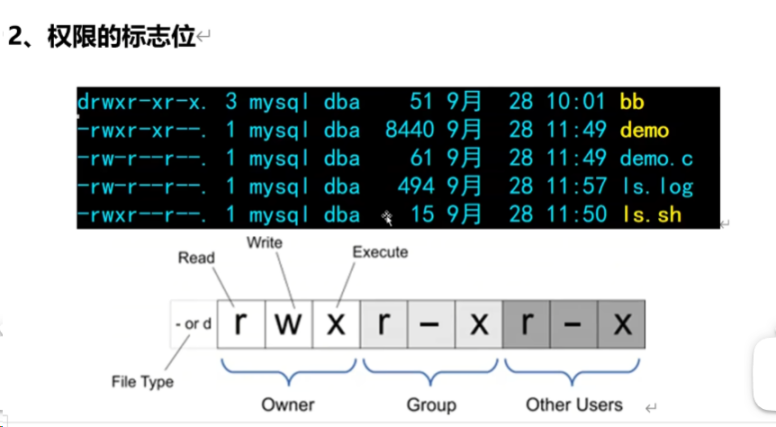 2、权限的标志位
drwxr-xr-x. 3 mysql dba 51 9月 28 10:01 bb
-rwxr-xr--. 1 mysql dba 8440 9月 28 11:49 demo
-rw-r--r--. 1 mysql dba 61 9月 28 11:49 demo.c
-rw-r--r--. 1 mysql dba 494 9月 28 11:57 ls.log
-rwxr--r--. 1 mysql dba 15 9月 28 11:50 ls.sh
Read Write Execute
- or d r w x r - x r - x
File Type
Owner Group Other Users